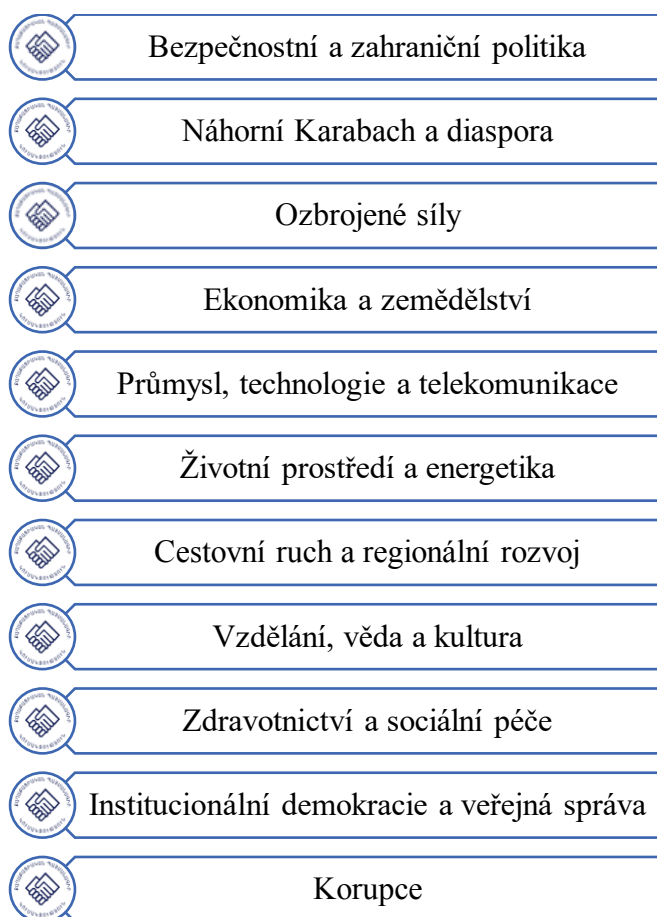 Bezpečnostní a zahraniční politika
Náhorní Karabach a diaspora
Ozbrojené síly
Ekonomika a zemědělství
Průmysl, technologie a telekomunikace
Životní prostředí a energetika
Cestovní ruch a regionální rozvoj
Vzdělání, věda a kultura
Zdravotnictví a sociální péče
Institucionální demokracie a veřejná správa
Korupce